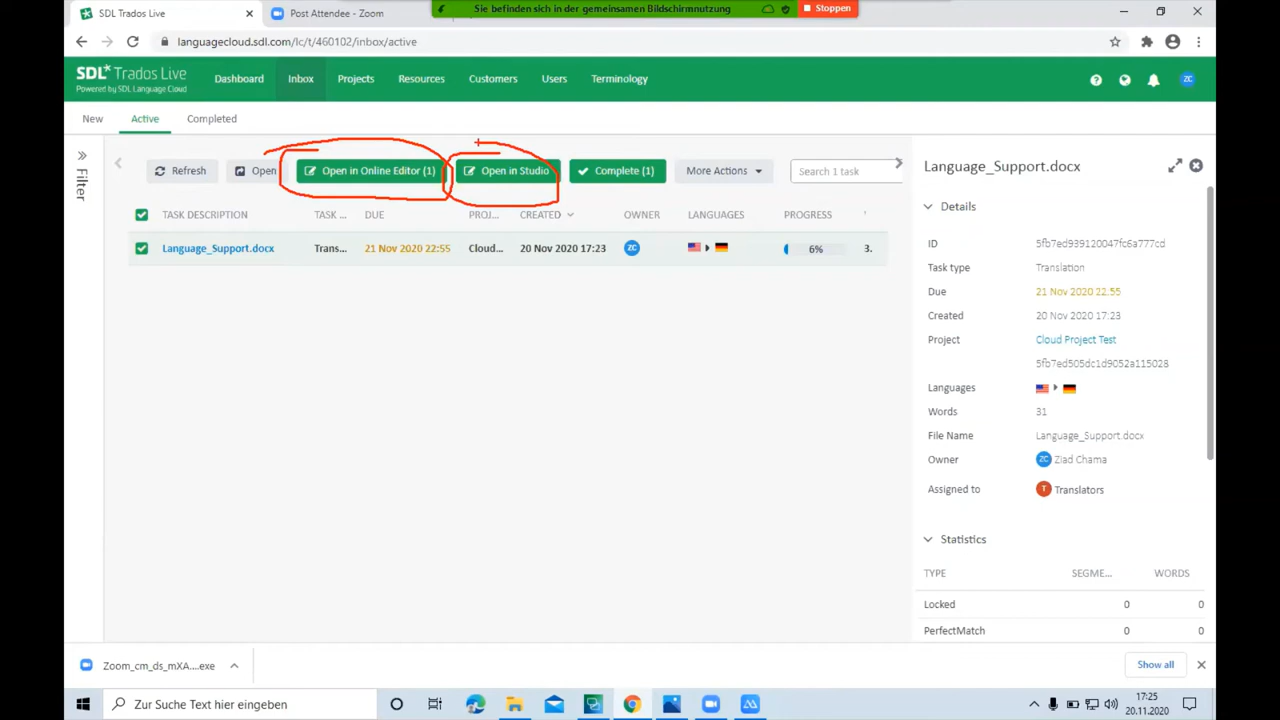 SDL Trados Live
Post Attendee - Zoom
Sie befinden sich in der gemeinsamen Bildschirmnutzung
Stoppen
languagecloud.sdl.com/lc/t/460102/inbox/active
SDL* Trados Live
Powered by SDL Language Cloud
Dashboard Inbox Projects Resources Customers Users Terminology
ZC
New Active Completed
Filter
Refresh Open Open in Online Editor (1) Open in Studio Complete (1) More Actions Search 1 task
TASK DESCRIPTION TASK ... DUE PROJ... CREATED OWNER LANGUAGES PROGRESS
Language_Support.docx Trans... 21 Nov 2020 22:55 Cloud... 20 Nov 2020 17:23 ZC 6% 3.
Language_Support.docx
Details
ID 5fb7ed939120047fc6a777cd
Task type Translation
Due 21 Nov 2020 22:55
Created 20 Nov 2020 17:23
Project Cloud Project Test
5fb7ed505dc1d9052a115028
Languages
Words 31
File Name Language_Support.docx
Owner ZC Ziad Chama
Assigned to T Translators
Statistics
TYPE SEGME... WORDS
Locked 0 0
PerfectMatch 0 0
Zoom_cm_ds_mXA....exe
Show all
Zur Suche Text hier eingeben
17:25
20.11.2020